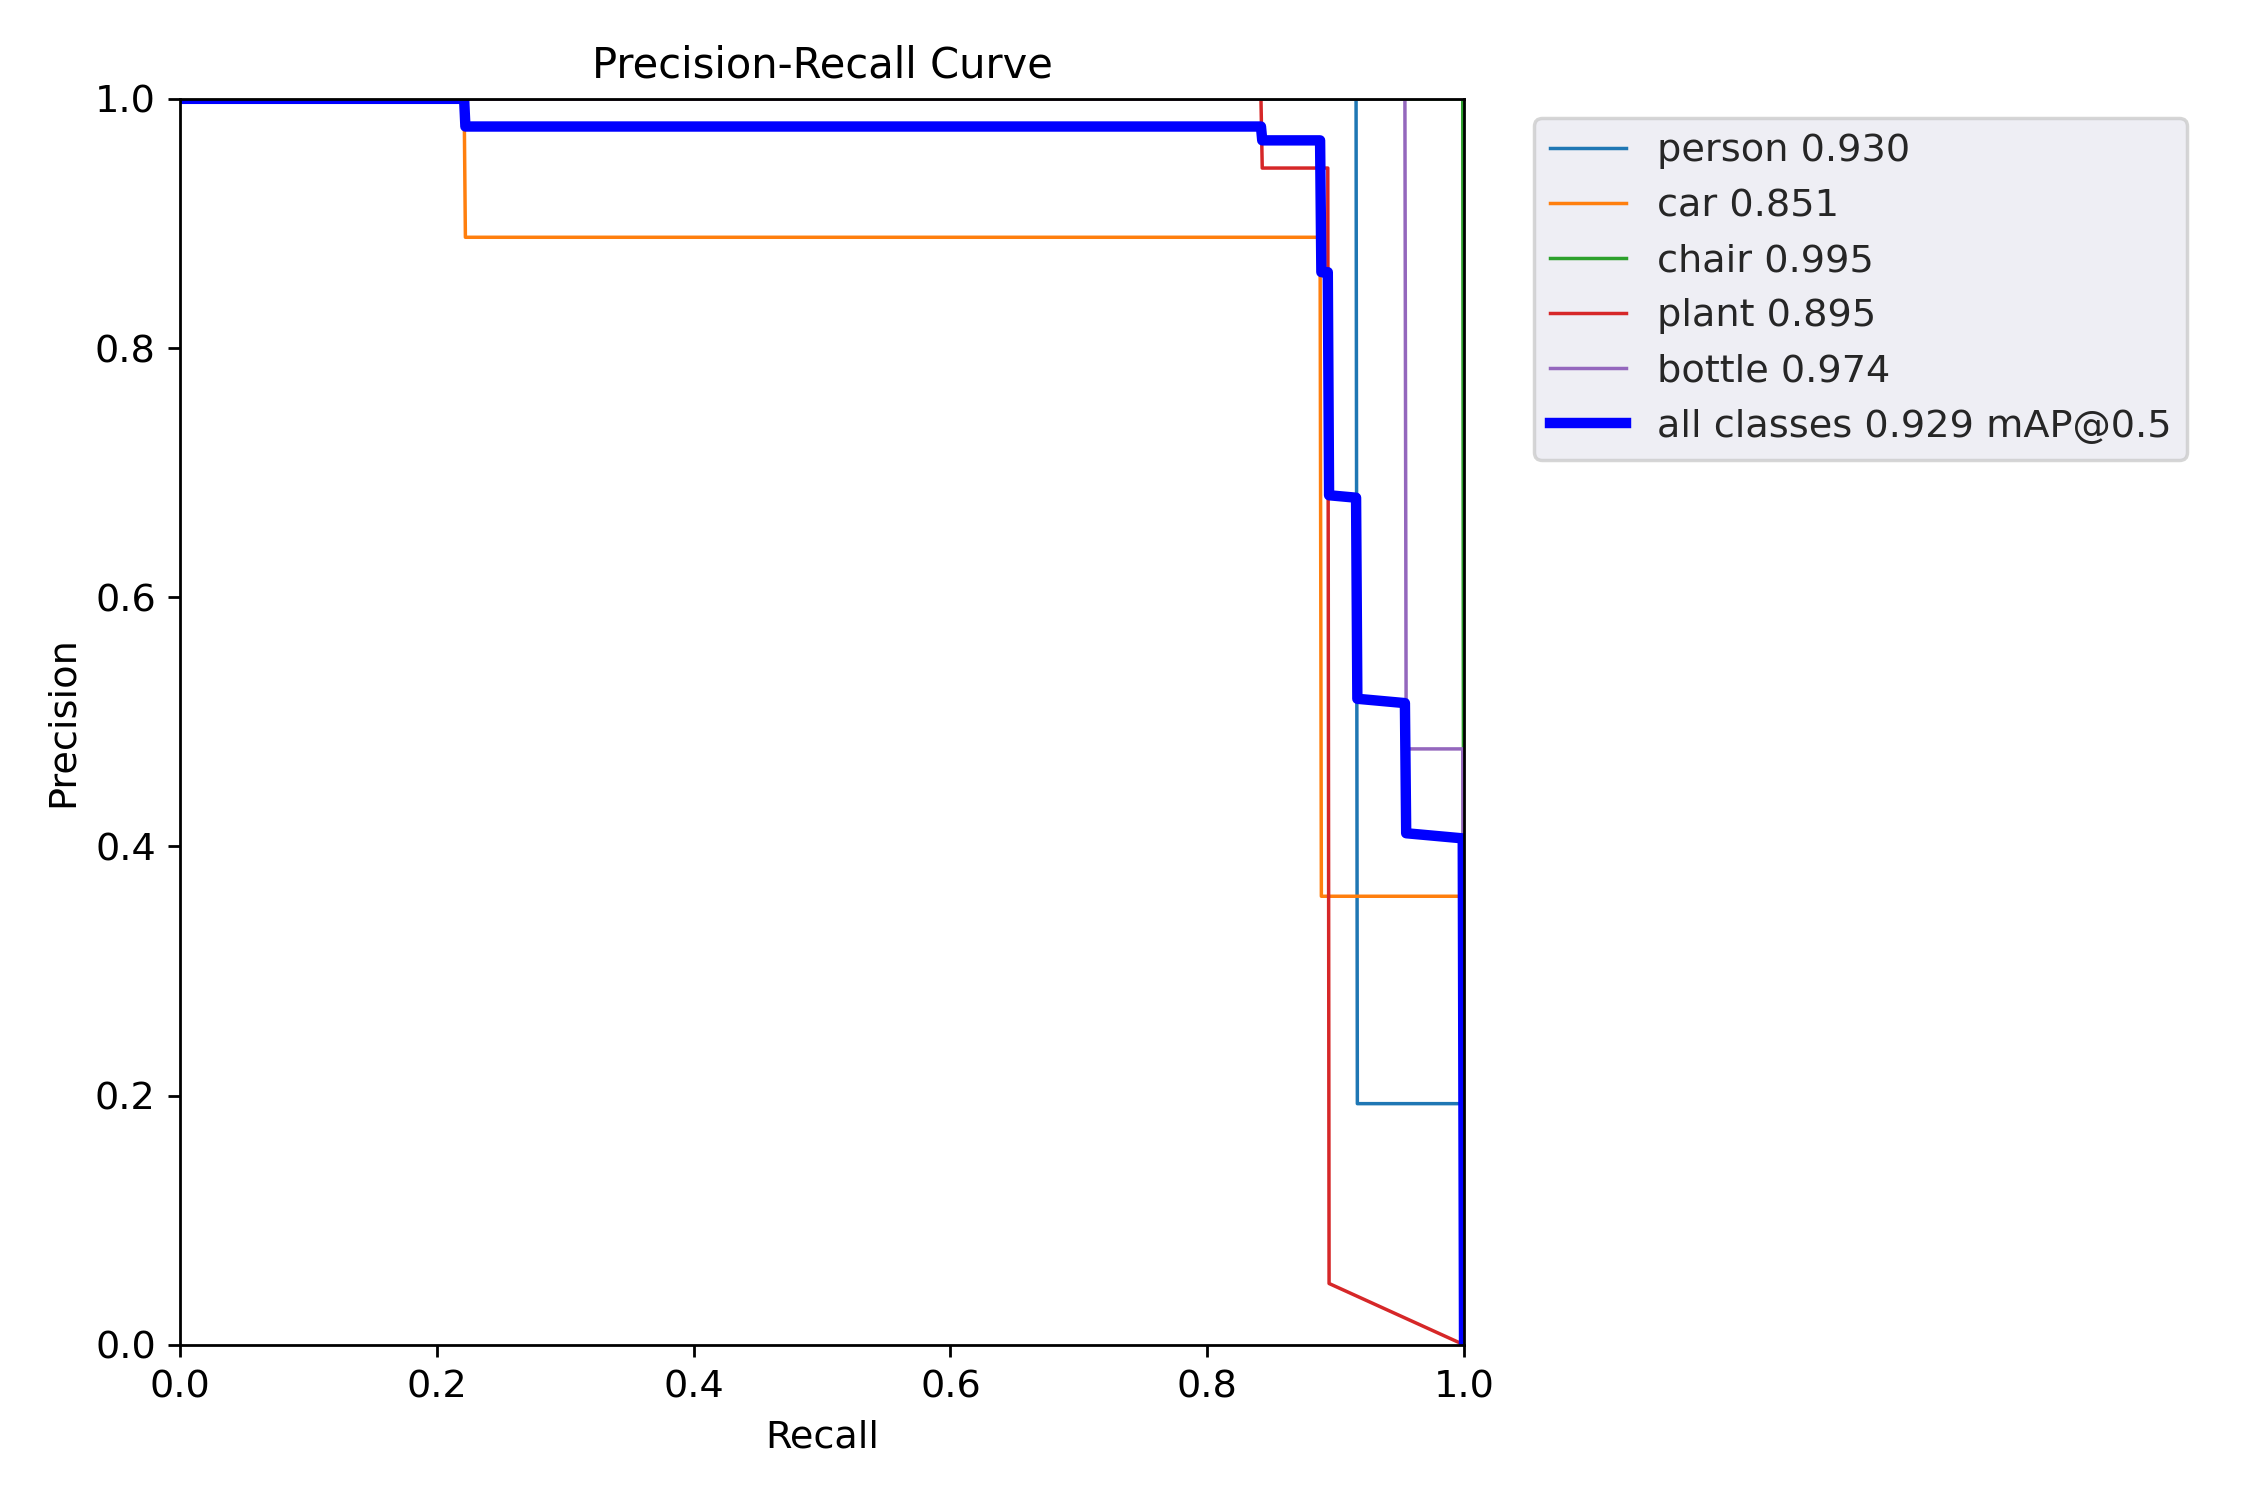 Precision-Recall Curve
1.0
0.8
0.6
0.4
0.2
0.0
Precision
0.0 0.2 0.4 0.6 0.8 1.0
Recall
person 0.930
car 0.851
chair 0.995
plant 0.895
bottle 0.974
all classes 0.929 mAP@0.5